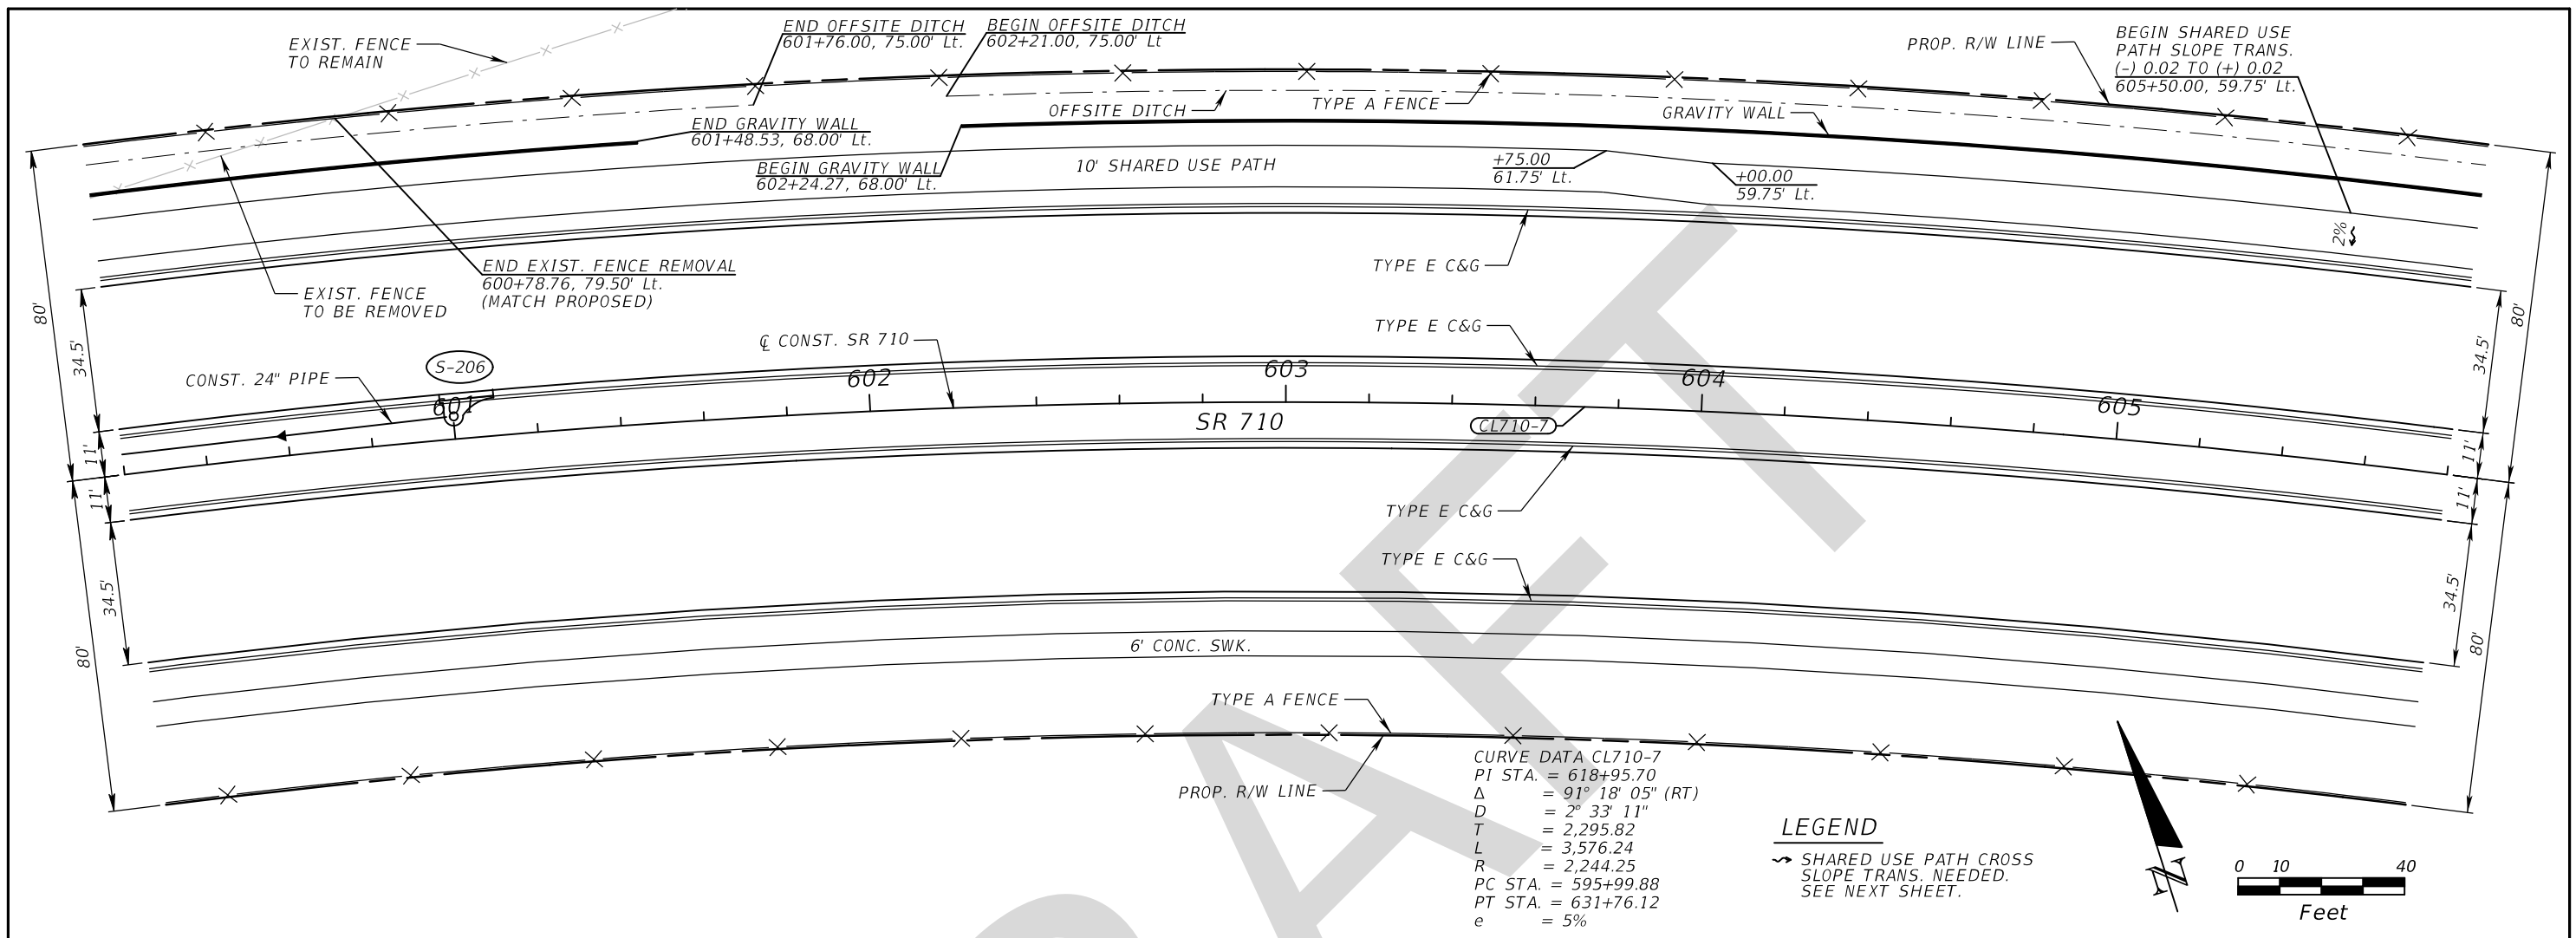 EXIST. FENCE
TO REMAIN
END OFFSITE DITCH
601+76.00, 75.00' Lt.
BEGIN OFFSITE DITCH
602+21.00, 75.00' Lt
PROP. R/W LINE
BEGIN SHARED USE
PATH SLOPE TRANS.
(-) 0.02 TO (+) 0.02
605+50.00, 59.75' Lt.
OFFSITE DITCH
TYPE A FENCE
GRAVITY WALL
END GRAVITY WALL
601+48.53, 68.00' Lt.
BEGIN GRAVITY WALL
602+24.27, 68.00' Lt.
10' SHARED USE PATH
+75.00
61.75' Lt.
+00.00
59.75' Lt.
2%
END EXIST. FENCE REMOVAL
600+78.76, 79.50' Lt.
(MATCH PROPOSED)
EXIST. FENCE
TO BE REMOVED
TYPE E C&G
80'
80'
34.5'
34.5'
TYPE E C&G
℄ CONST. SR 710
S-206
CONST. 24" PIPE
601
602
603
604
605
SR 710
CL710-7
11'
11'
11'
11'
TYPE E C&G
TYPE E C&G
34.5'
34.5'
80'
80'
6' CONC. SWK.
TYPE A FENCE
PROP. R/W LINE
CURVE DATA CL710-7
PI STA. = 618+95.70
Δ = 91° 18' 05" (RT)
D = 2° 33' 11"
T = 2,295.82
L = 3,576.24
R = 2,244.25
PC STA. = 595+99.88
PT STA. = 631+76.12
e = 5%
LEGEND
SHARED USE PATH CROSS
SLOPE TRANS. NEEDED.
SEE NEXT SHEET.
N
0 10 40
Feet
RAFT